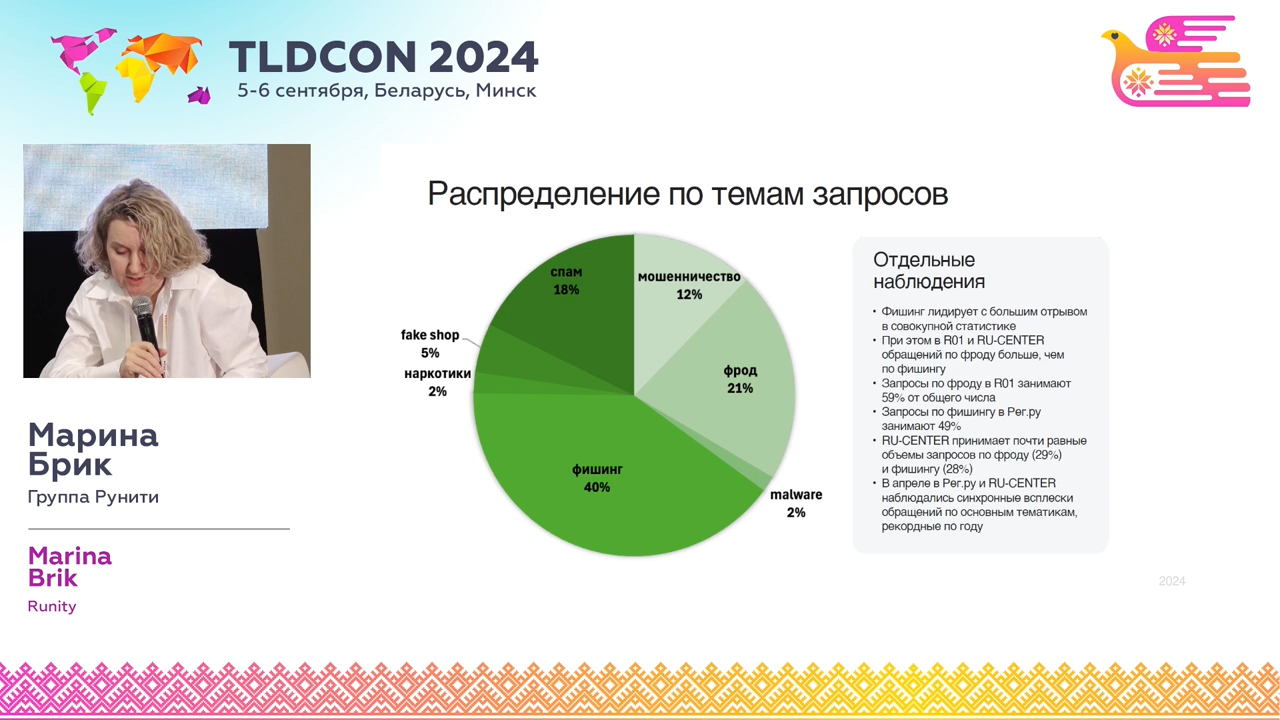 TLDCON 2024
5-6 сентября, Беларусь, Минск
Марина
Брик
Группа Рунити
Marina
Brik
Runity
Распределение по темам запросов
спам
18%
мошенничество
12%
fake shop
5%
наркотики
2%
фрод
21%
фишинг
40%
malware
2%
Отдельные
наблюдения
• Фишинг лидирует с большим отрывом
в совокупной статистике
• При этом в R01 и RU-CENTER
обращений по фроду больше, чем
по фишингу
• Запросы по фроду в R01 занимают
59% от общего числа
• Запросы по фишингу в Рег.ру
занимают 49%
• RU-CENTER принимает почти равные
объемы запросов по фроду (29%)
и фишингу (28%)
• В апреле в Рег.ру и RU-CENTER
наблюдались синхронные всплески
обращений по основным тематикам,
рекордные по году
2024